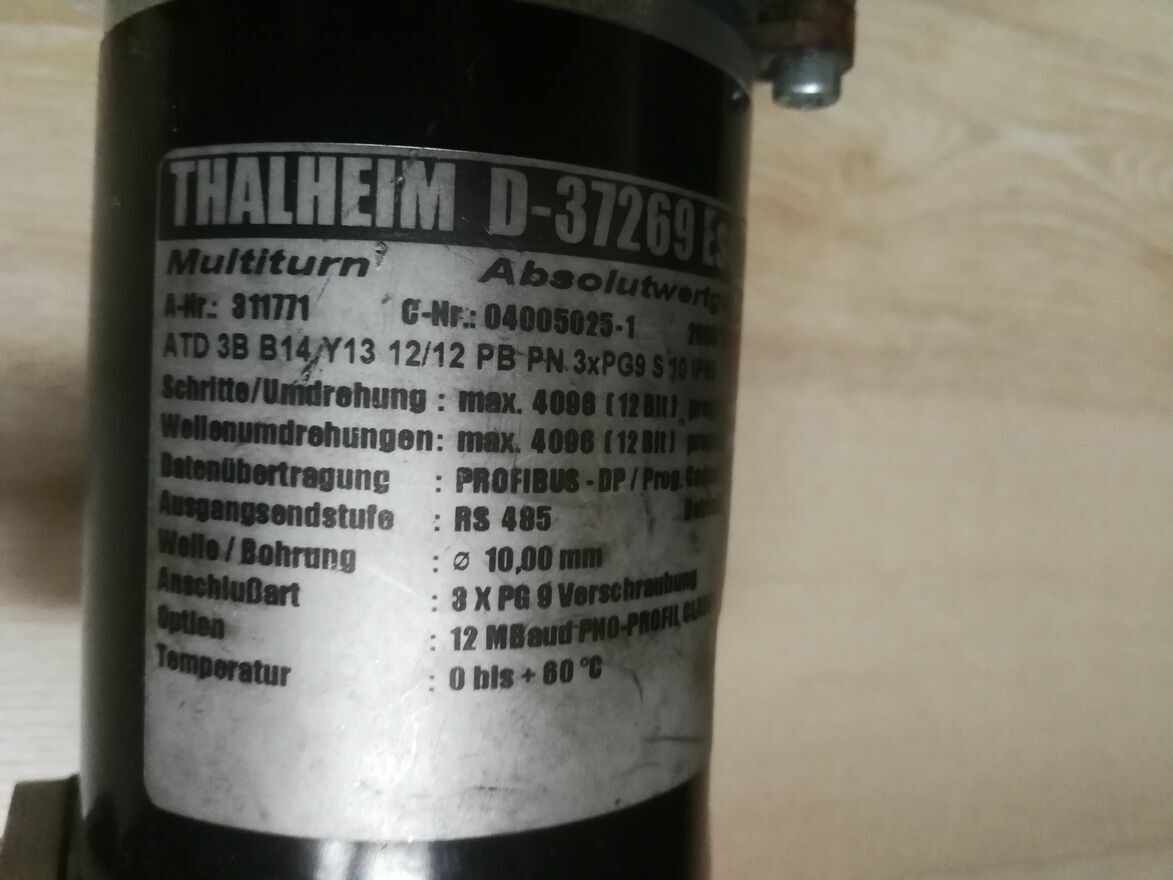 THALHEIM D-37269
Multiturn
A-Nr.: 311771 C-Nr.: 04005025-1
ATD 3B B14 Y13 12/12 PB PN 3xPG9 S 10
Schritte/Umdrehung : max. 4096 (12 Bit),
Wellenumdrehungen: max. 4096 (12 Bit)
Datenübertragung : PROFIBUS - DP / Prog.
Ausgangsendstufe : RS 485
Welle / Bohrung : ⌀ 10,00 mm
Anschlußart : 3 X PG 9 Verschraubung
Option : 12 MBaud PNO-PROFIL
Temperatur : 0 bis + 60 °C